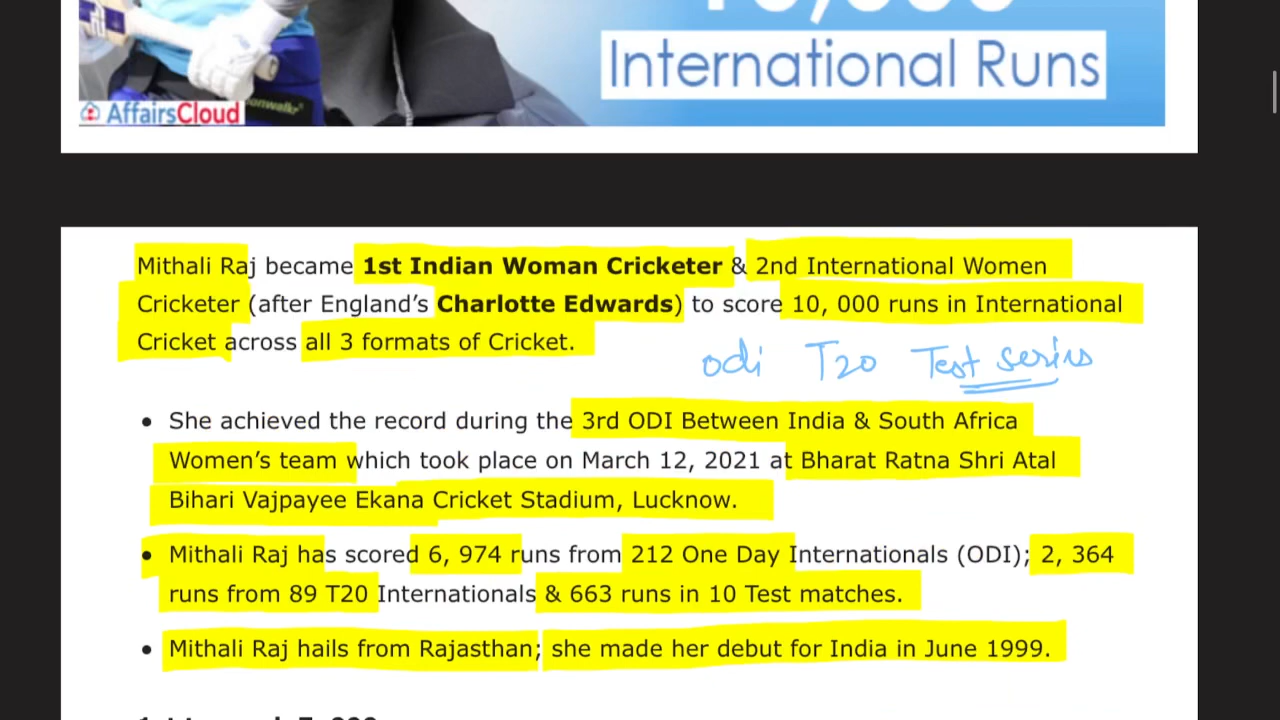 International Runs
AffairsCloud
Mithali Raj became 1st Indian Woman Cricketer & 2nd International Women
Cricketer (after England’s Charlotte Edwards) to score 10, 000 runs in International
Cricket across all 3 formats of Cricket.
odi T20 Test series
• She achieved the record during the 3rd ODI Between India & South Africa
Women’s team which took place on March 12, 2021 at Bharat Ratna Shri Atal
Bihari Vajpayee Ekana Cricket Stadium, Lucknow.
• Mithali Raj has scored 6, 974 runs from 212 One Day Internationals (ODI); 2, 364
runs from 89 T20 Internationals & 663 runs in 10 Test matches.
• Mithali Raj hails from Rajasthan; she made her debut for India in June 1999.